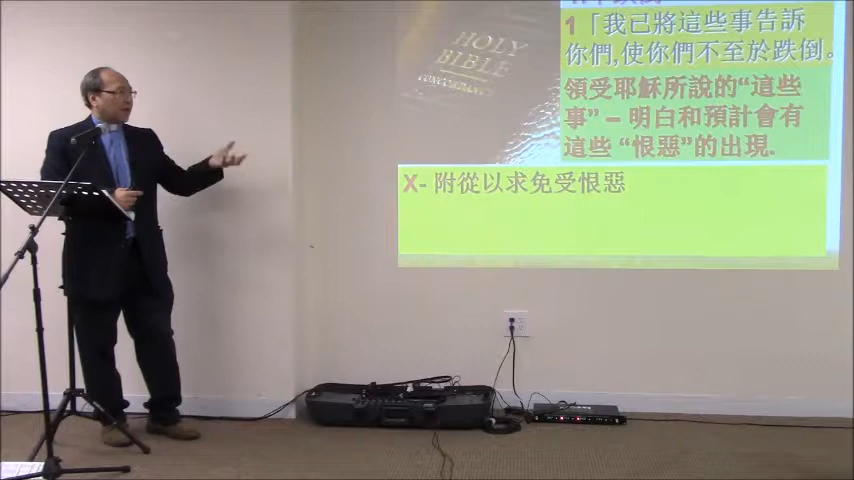 HOLY
BIBLE
CONCORDANCE
1「我已將這些事告訴
你們,使你們不至於跌倒。
領受耶穌所說的“這些
事” – 明白和預計會有
這些 “恨惡”的出現.
X- 附從以求免受恨惡